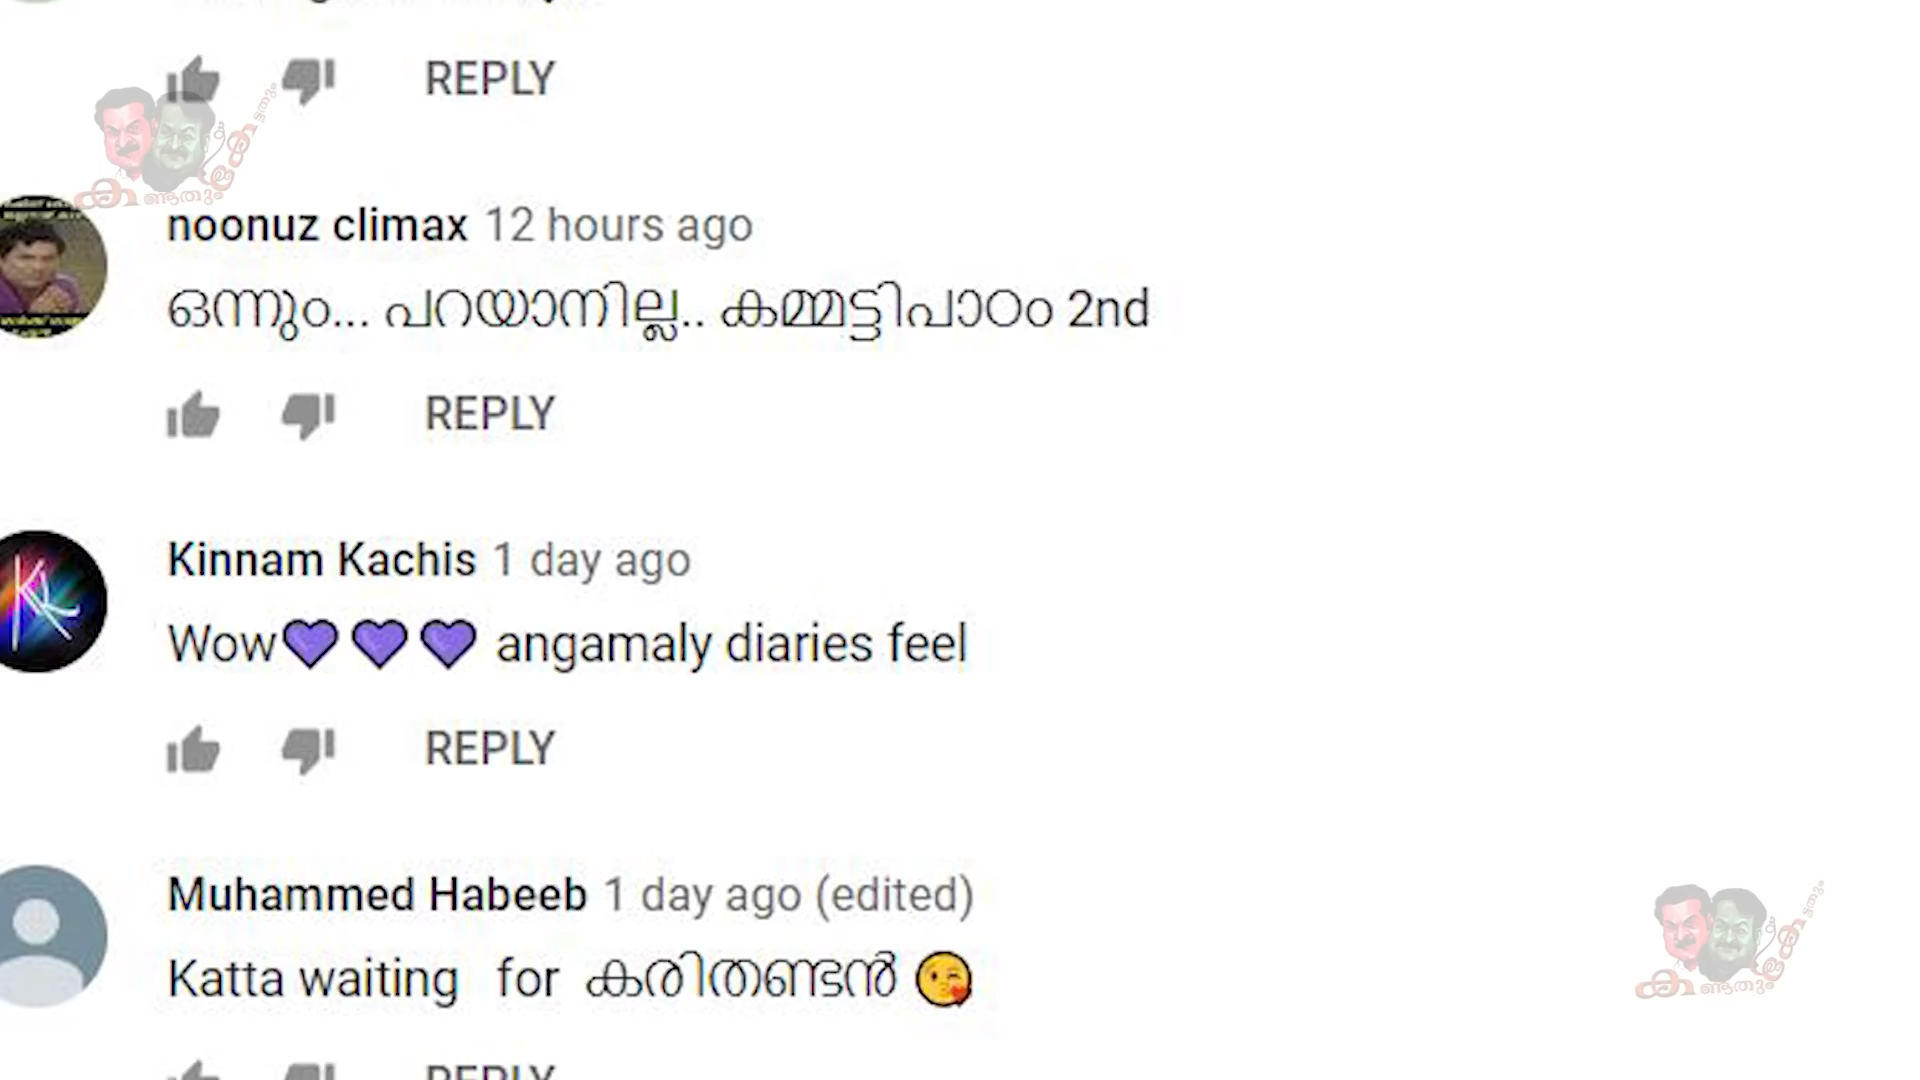 REPLY
noonuz climax 12 hours ago
ഒന്നും... പറയാനില്ല.. കമ്മട്ടിപാഠം 2nd
REPLY
Kinnam Kachis 1 day ago
Wow💜💜💜 angamaly diaries feel
REPLY
Muhammed Habeeb 1 day ago (edited)
Katta waiting for കരിതണ്ടൻ 😘
REPLY